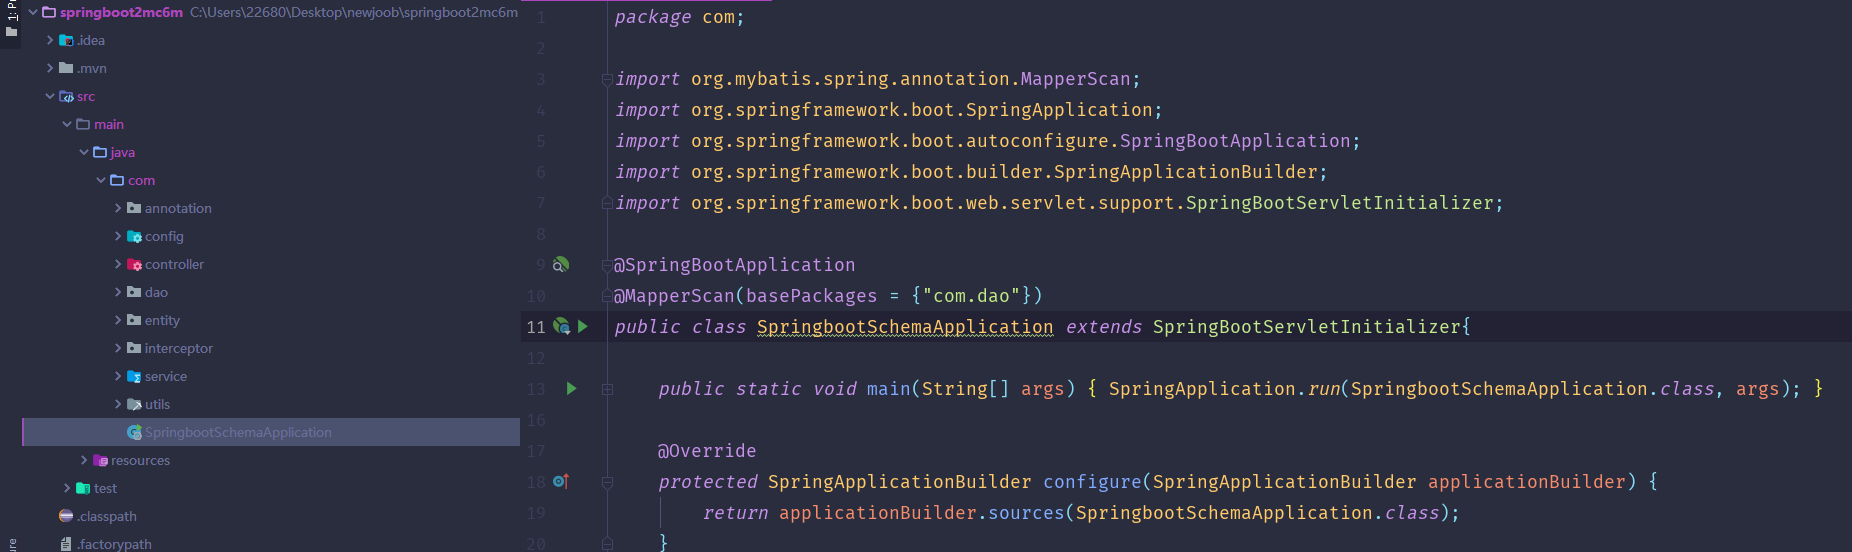 1: P
springboot2mc6m C:\Users\22680\Desktop\newjoob\springboot2mc6m
.idea
.mvn
src
main
java
com
annotation
config
controller
dao
entity
interceptor
service
utils
SpringbootSchemaApplication
resources
test
.classpath
.factorypath
ure
1 package com;
2
3 import org.mybatis.spring.annotation.MapperScan;
4 import org.springframework.boot.SpringApplication;
5 import org.springframework.boot.autoconfigure.SpringBootApplication;
6 import org.springframework.boot.builder.SpringApplicationBuilder;
7 import org.springframework.boot.web.servlet.support.SpringBootServletInitializer;
8
9 @SpringBootApplication
10 @MapperScan(basePackages = {"com.dao"})
11 public class SpringbootSchemaApplication extends SpringBootServletInitializer{
12
13 public static void main(String[] args) { SpringApplication.run(SpringbootSchemaApplication.class, args); }
16
17 @Override
18 protected SpringApplicationBuilder configure(SpringApplicationBuilder applicationBuilder) {
19 return applicationBuilder.sources(SpringbootSchemaApplication.class);
20 }